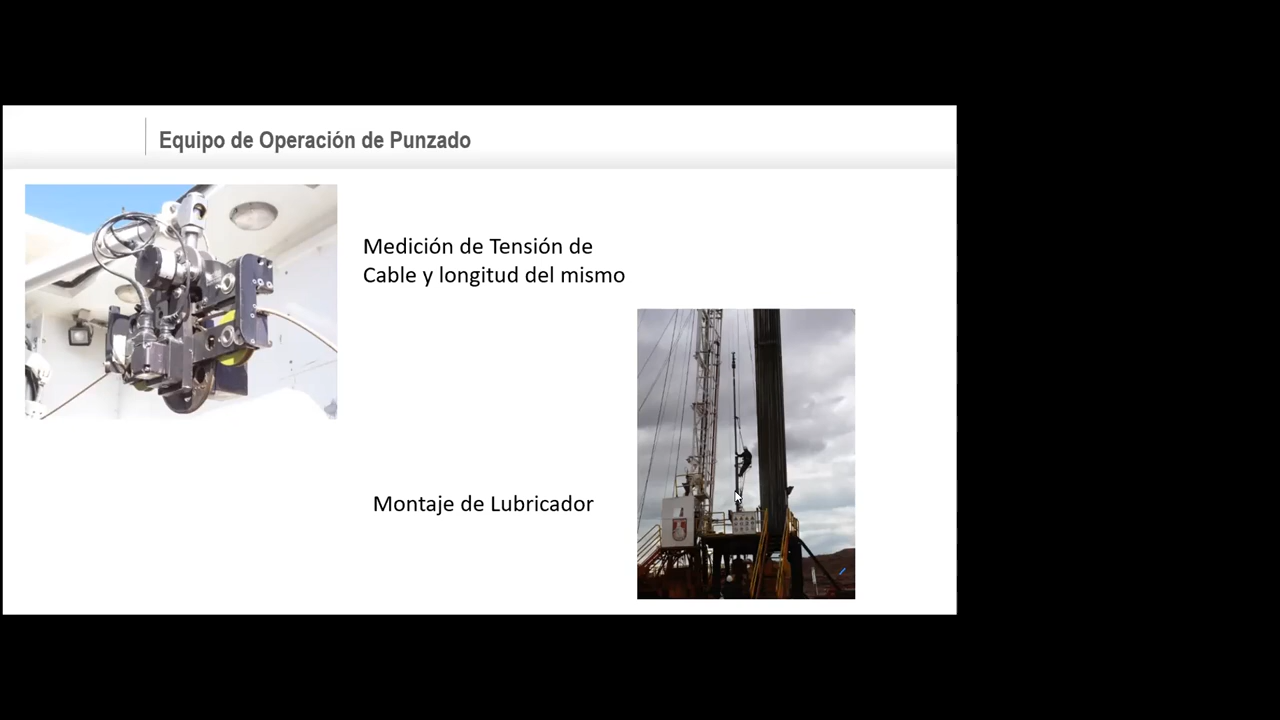 Equipo de Operación de Punzado
Medición de Tensión de
Cable y longitud del mismo
Montaje de Lubricador